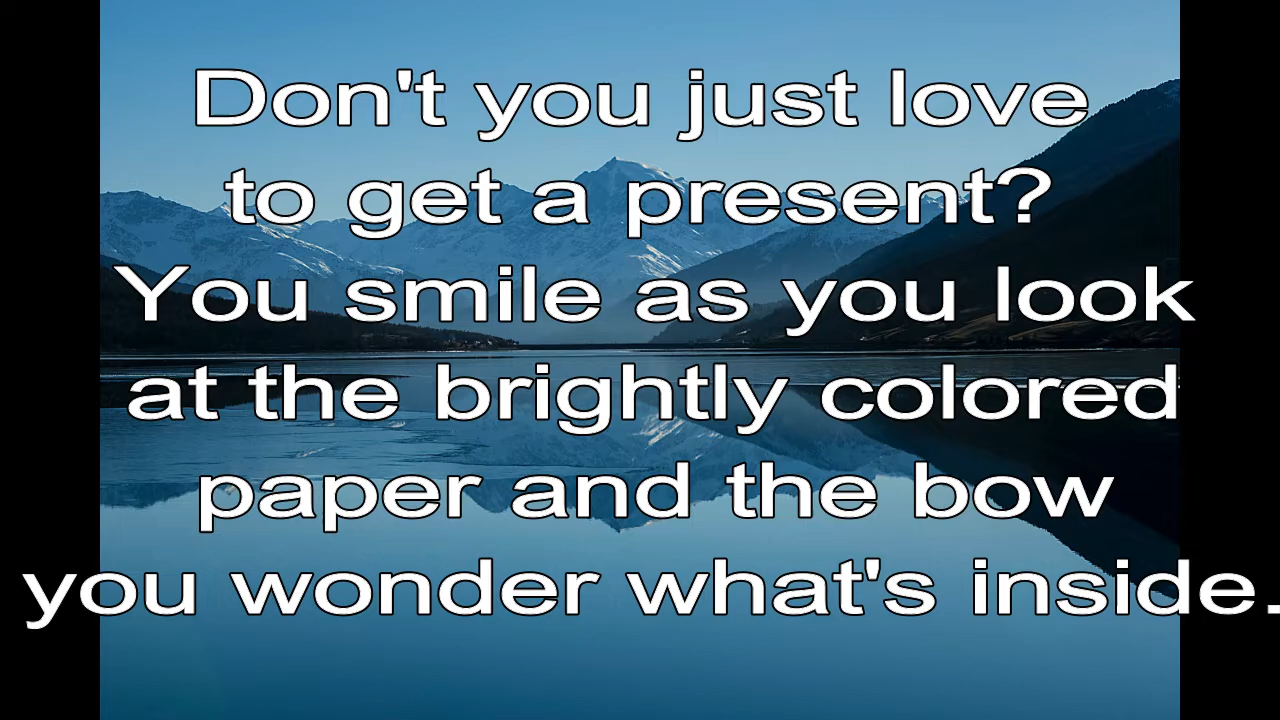 Don't you just love
to get a present?
You smile as you look
at the brightly colored
paper and the bow
you wonder what's inside.